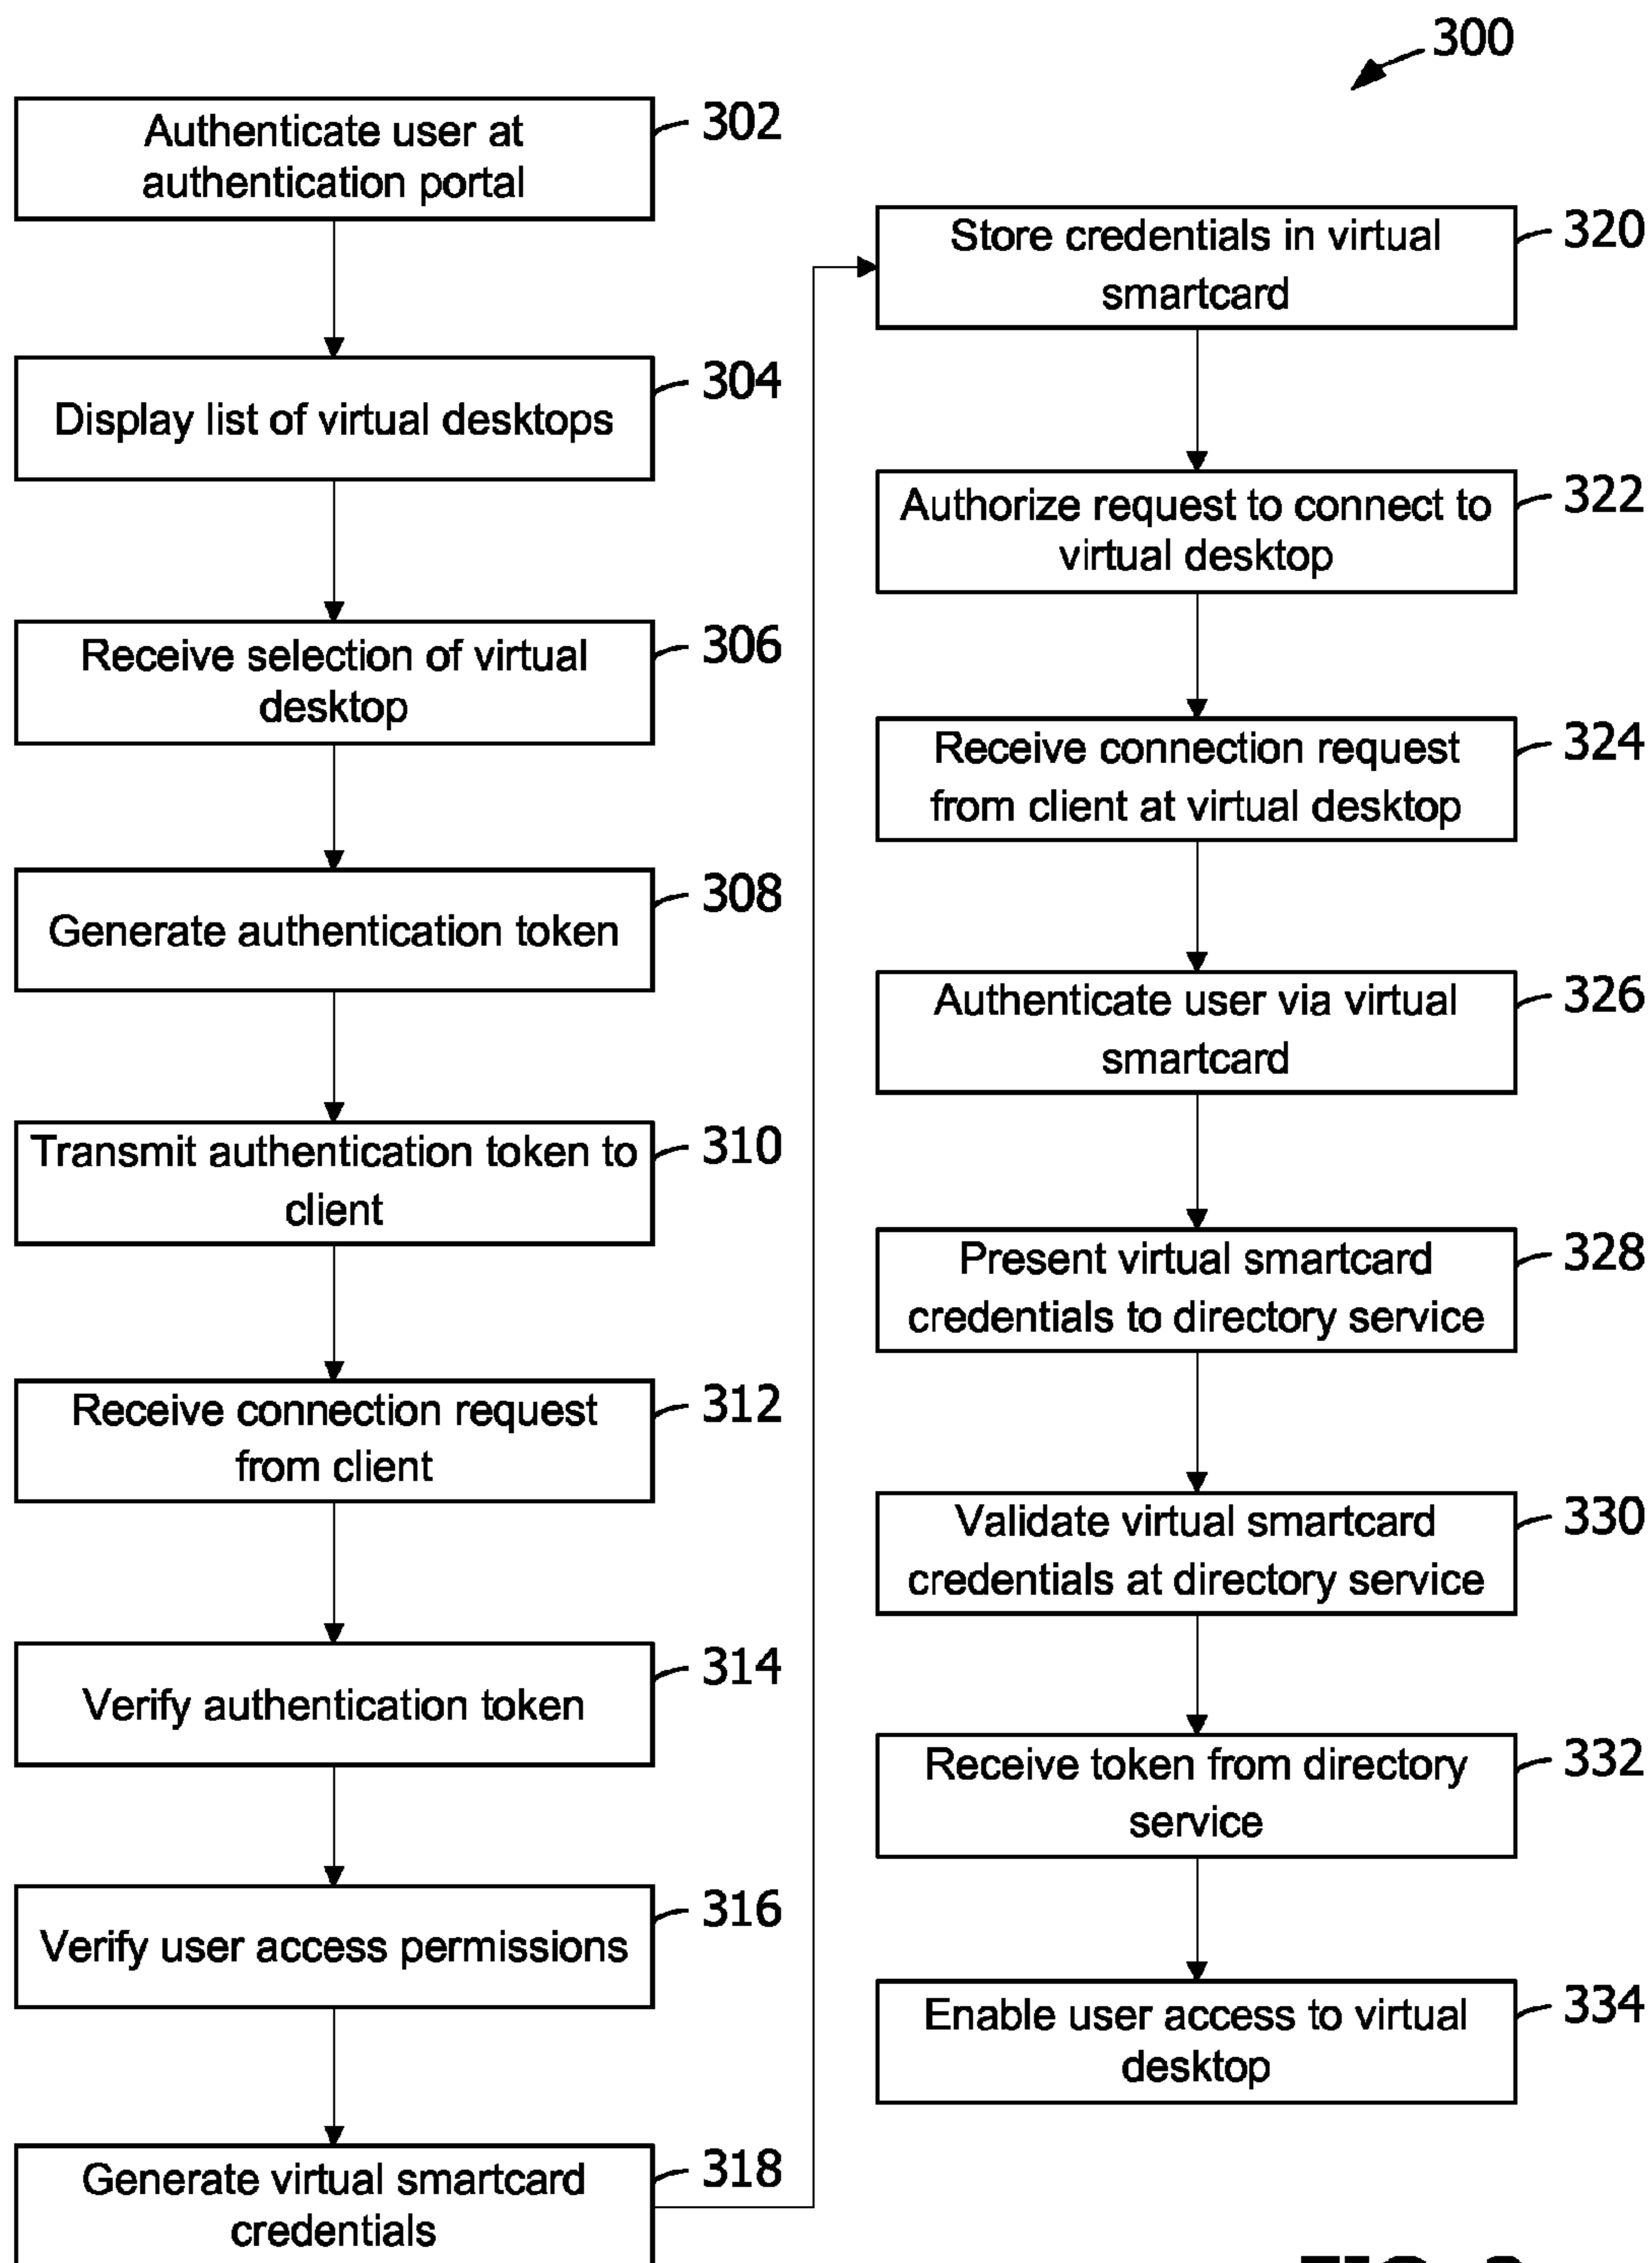 300
Authenticate user at
authentication portal
302
Display list of virtual desktops
304
Receive selection of virtual
desktop
306
Generate authentication token
308
Transmit authentication token to
client
310
Receive connection request
from client
312
Verify authentication token
314
Verify user access permissions
316
Generate virtual smartcard
credentials
318
Store credentials in virtual
smartcard
320
Authorize request to connect to
virtual desktop
322
Receive connection request
from client at virtual desktop
324
Authenticate user via virtual
smartcard
326
Present virtual smartcard
credentials to directory service
328
Validate virtual smartcard
credentials at directory service
330
Receive token from directory
service
332
Enable user access to virtual
desktop
334